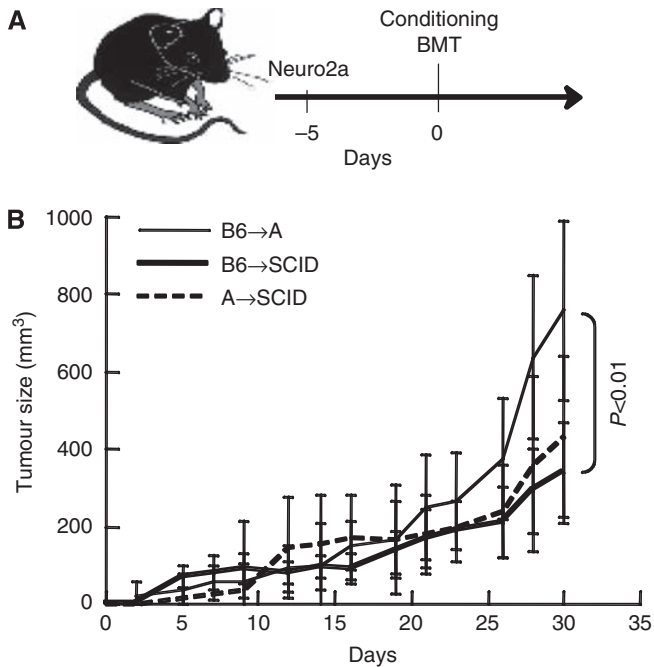 A
Conditioning
BMT
Neuro2a
–5
0
Days
B
1000
800
600
400
200
0
Tumour size (mm³)
B6→A
B6→SCID
A→SCID
P<0.01
0 5 10 15 20 25 30 35
Days